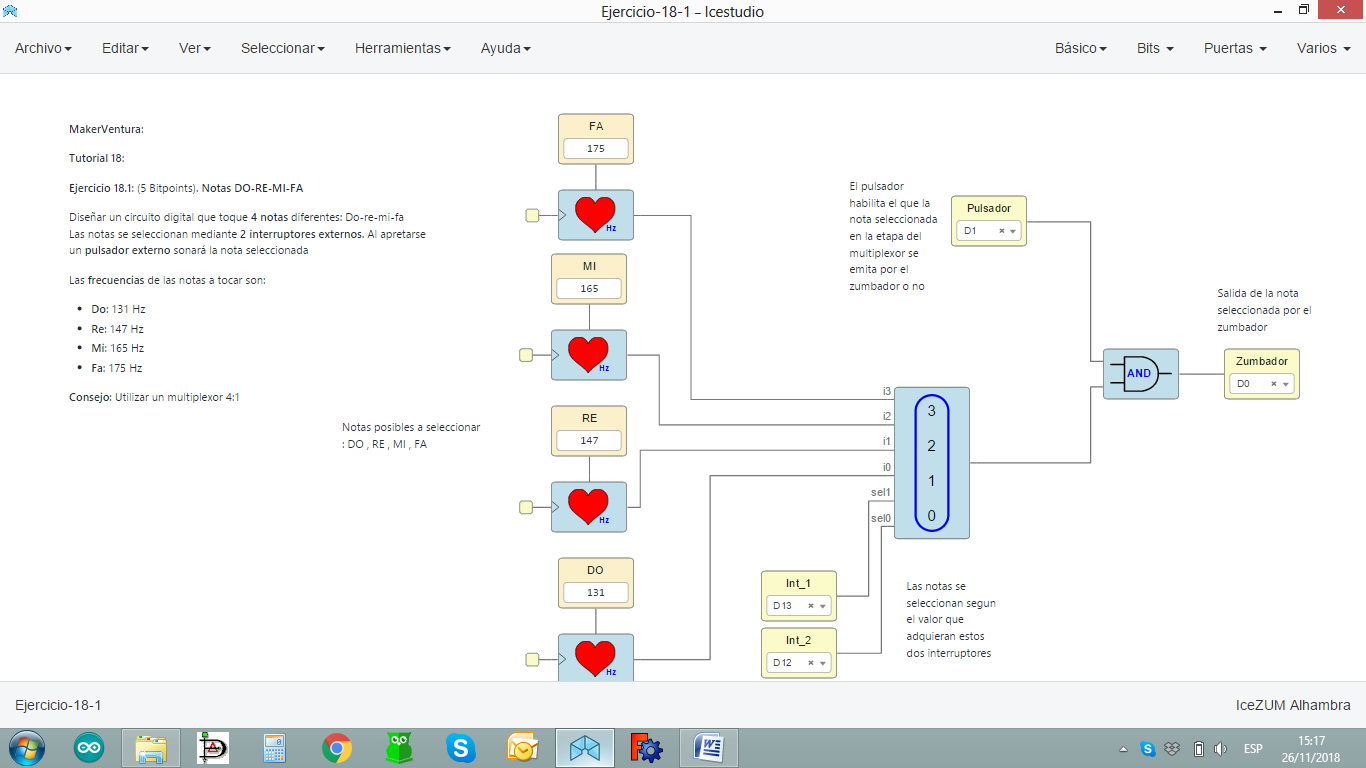 Ejercicio-18-1 – Icestudio
Archivo Editar Ver Seleccionar Herramientas Ayuda Básico Bits Puertas Varios
MakerVentura:
Tutorial 18:
Ejercicio 18.1: (5 Bitpoints). Notas DO-RE-MI-FA
Diseñar un circuito digital que toque 4 notas diferentes: Do-re-mi-fa
Las notas se seleccionan mediante 2 interruptores externos. Al apretarse
un pulsador externo sonará la nota seleccionada
Las frecuencias de las notas a tocar son:
• Do: 131 Hz
• Re: 147 Hz
• Mi: 165 Hz
• Fa: 175 Hz
Consejo: Utilizar un multiplexor 4:1
Notas posibles a seleccionar
: DO , RE , MI , FA
FA
175
Hz
MI
165
Hz
RE
147
Hz
DO
131
Hz
El pulsador
habilita el que la
nota seleccionada
en la etapa del
multiplexor se
emita por el
zumbador o no
Pulsador
D1
i3
i2
i1
i0
sel1
sel0
3
2
1
0
Int_1
D13
Int_2
D12
Las notas se
seleccionan segun
el valor que
adquieran estos
dos interruptores
AND
Salida de la nota
seleccionada por el
zumbador
Zumbador
D0
Ejercicio-18-1
IceZUM Alhambra
ESP
15:17
26/11/2018